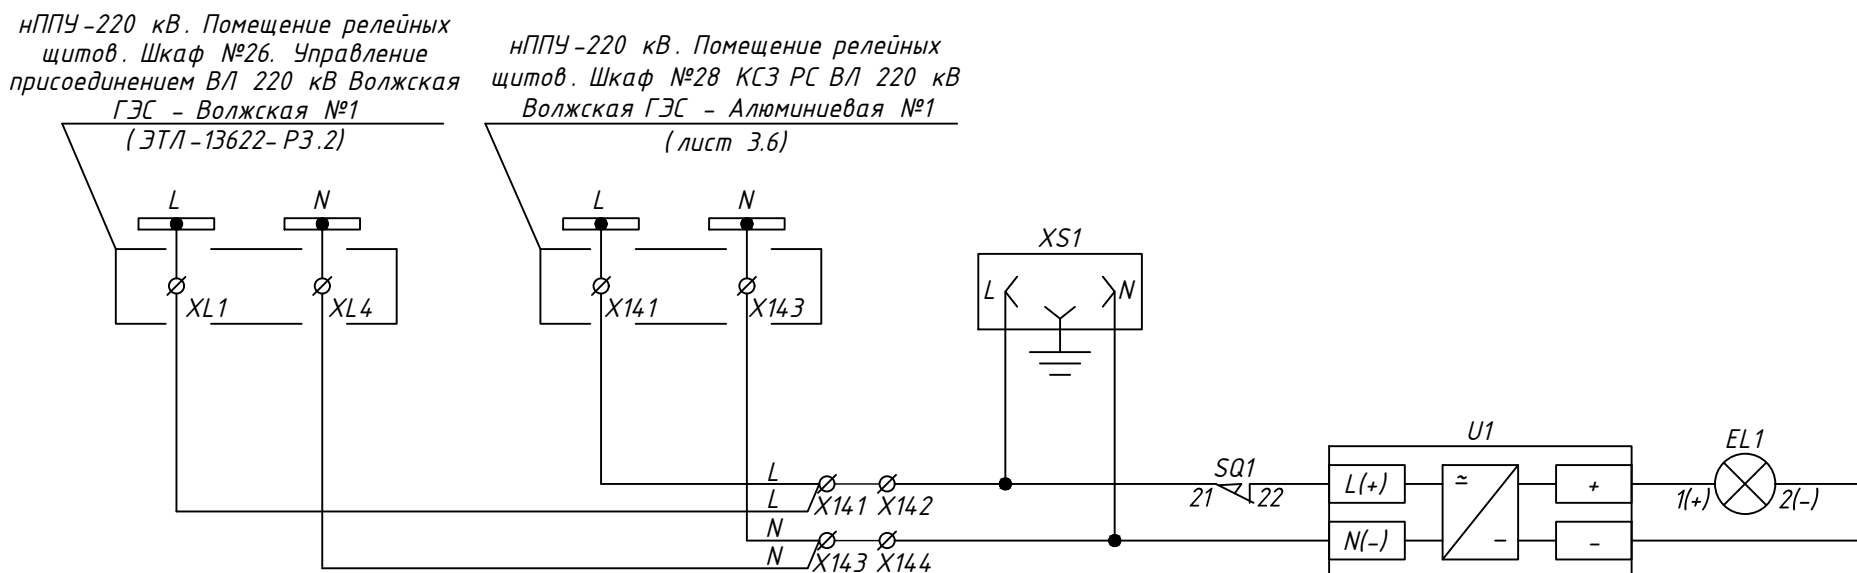 нППУ-220 кВ. Помещение релейных
щитов. Шкаф №26. Управление
присоединением ВЛ 220 кВ Волжская
ГЭС - Волжская №1
(ЭТЛ-13622-РЗ.2)
нППУ-220 кВ. Помещение релейных
щитов. Шкаф №28 КСЗ РС ВЛ 220 кВ
Волжская ГЭС - Алюминиевая №1
(лист 3.6)
L
N
L
N
XL1
XL4
X141
X143
XS1
L
N
L
L
X141
X142
N
N
X143
X144
SQ1
21
22
U1
L(+)
N(-)
≃
-
+
-
EL1
1(+)
2(-)